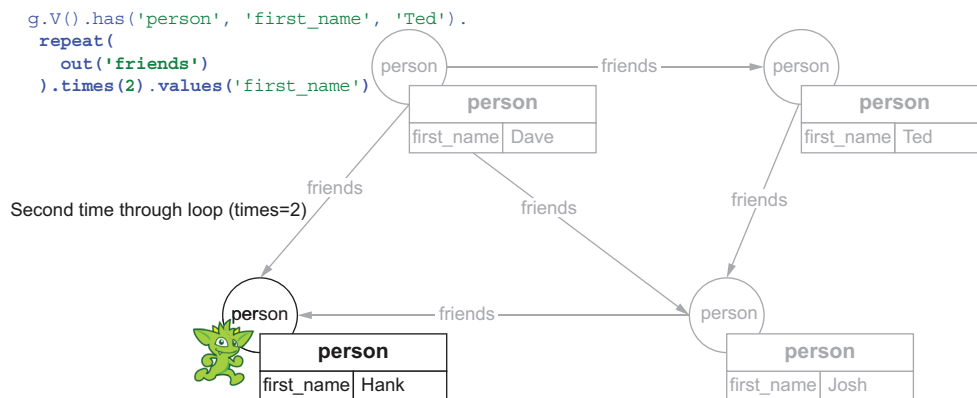 g.V().has('person', 'first_name', 'Ted').
repeat(
out('friends')
).times(2).values('first_name')
person
friends
person
person
first_name Dave
person
first_name Ted
friends
friends
friends
Second time through loop (times=2)
person
friends
person
person
first_name Hank
person
first_name Josh